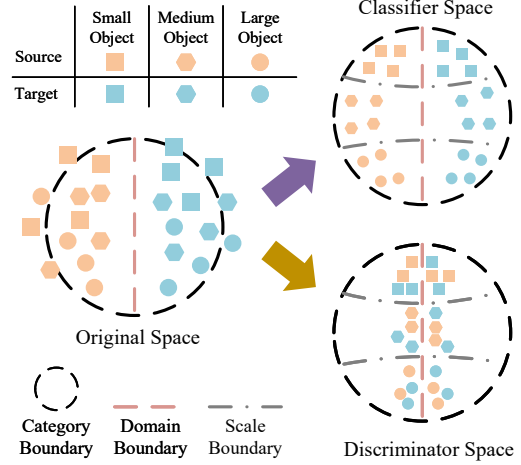 Classifier Space
Small Object
Medium Object
Large Object
Source
Target
Original Space
Category Boundary
Domain Boundary
Scale Boundary
Discriminator Space